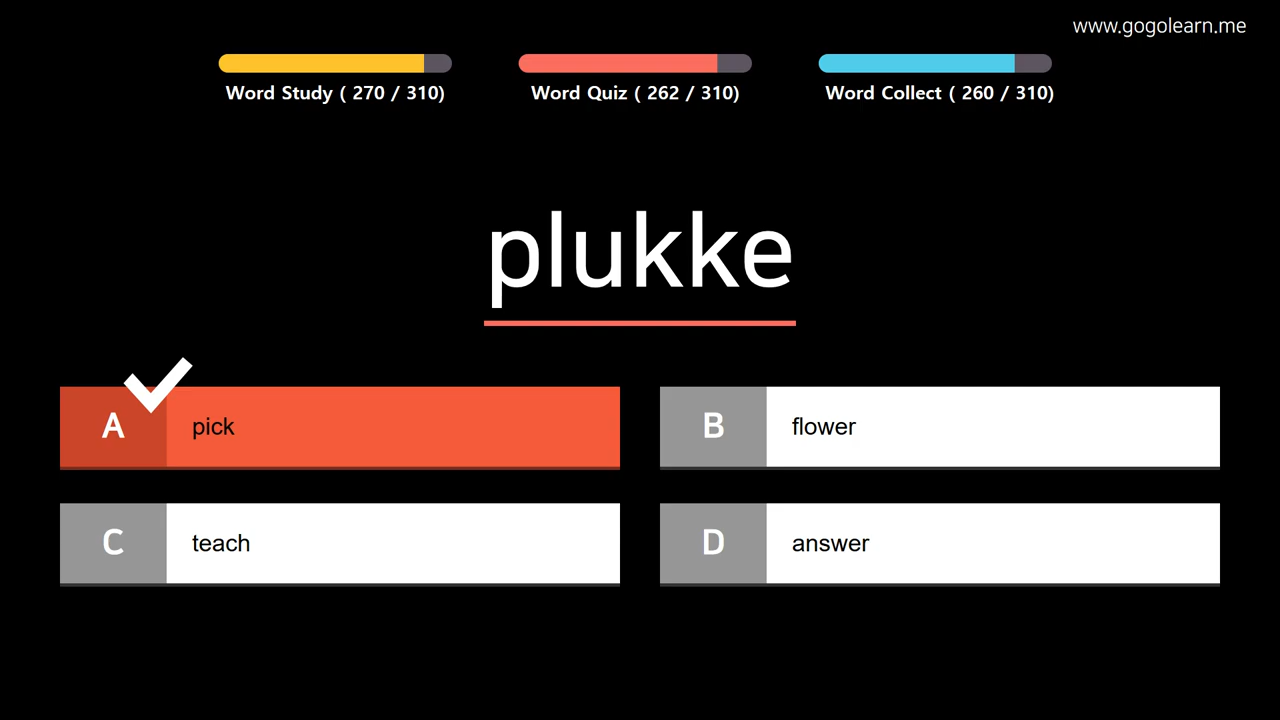 www.gogolearn.me
Word Study ( 270 / 310)
Word Quiz ( 262 / 310)
Word Collect ( 260 / 310)
plukke
A pick
B flower
C teach
D answer